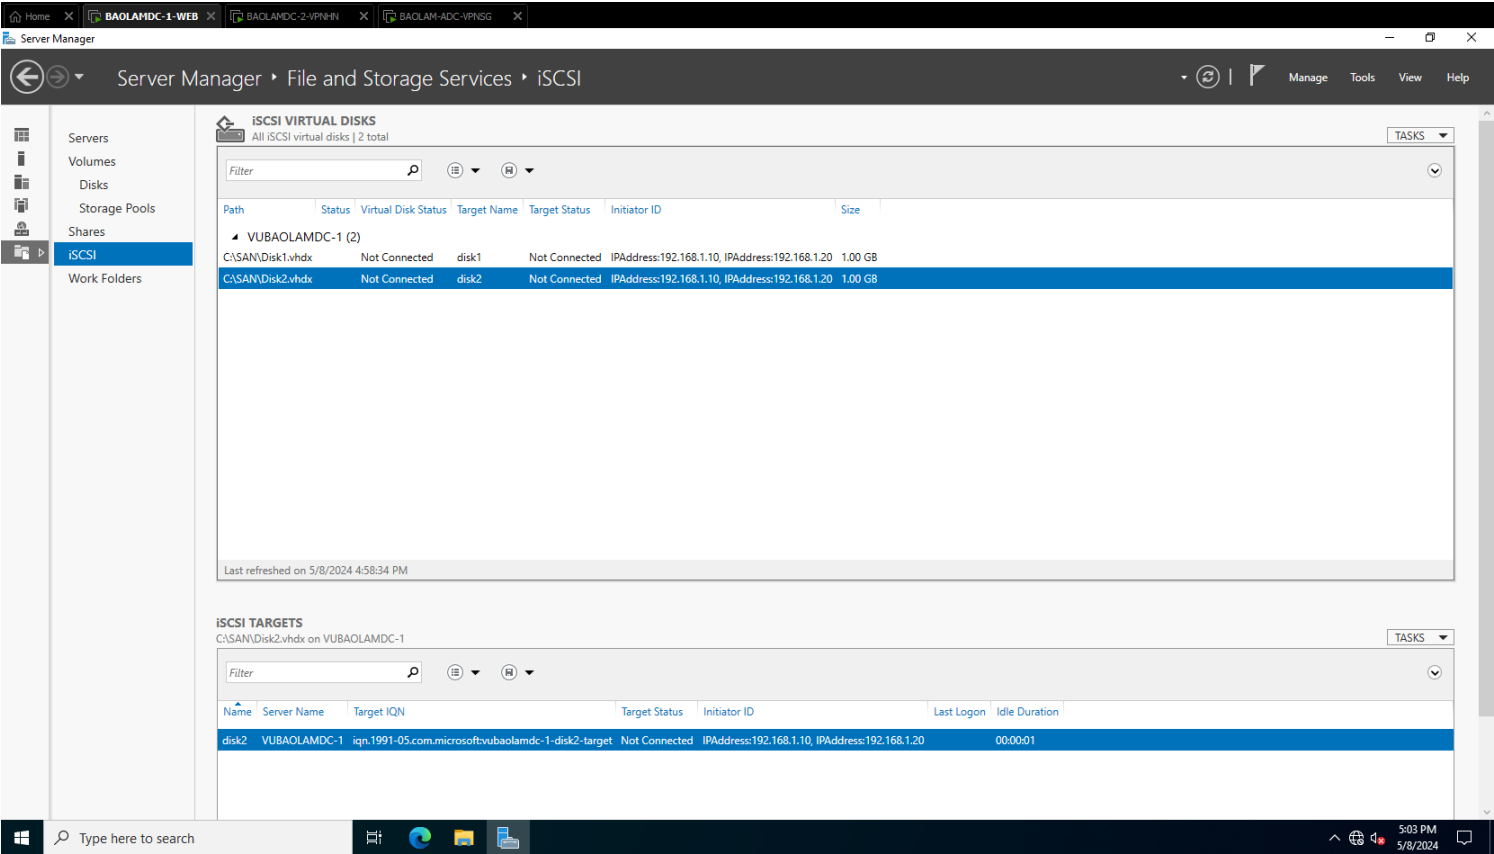 Home
BAOLAMDC-1-WEB
BAOLAMDC-2-VPNHN
BAOLAM-ADC-VPNSG
Server Manager
Server Manager ‣ File and Storage Services ‣ iSCSI
Manage Tools View Help
Servers
Volumes
Disks
Storage Pools
Shares
iSCSI
Work Folders
iSCSI VIRTUAL DISKS
All iSCSI virtual disks | 2 total
TASKS
Filter
Path Status Virtual Disk Status Target Name Target Status Initiator ID Size
VUBAOLAMDC-1 (2)
C:\SAN\Disk1.vhdx Not Connected disk1 Not Connected IPAddress:192.168.1.10, IPAddress:192.168.1.20 1.00 GB
C:\SAN\Disk2.vhdx Not Connected disk2 Not Connected IPAddress:192.168.1.10, IPAddress:192.168.1.20 1.00 GB
Last refreshed on 5/8/2024 4:58:34 PM
iSCSI TARGETS
C:\SAN\Disk2.vhdx on VUBAOLAMDC-1
TASKS
Filter
Name Server Name Target IQN Target Status Initiator ID Last Logon Idle Duration
disk2 VUBAOLAMDC-1 iqn.1991-05.com.microsoft:vubaolamdc-1-disk2-target Not Connected IPAddress:192.168.1.10, IPAddress:192.168.1.20 00:00:01
Type here to search
5:03 PM
5/8/2024